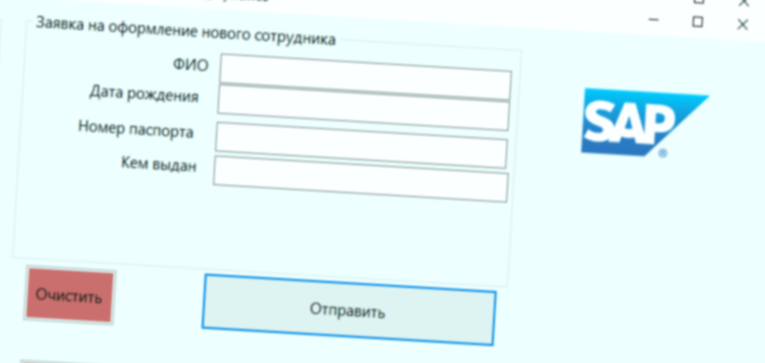 Заявка на оформление нового сотрудника
ФИО
Дата рождения
Номер паспорта
Кем выдан
SAP
Очистить
Отправить